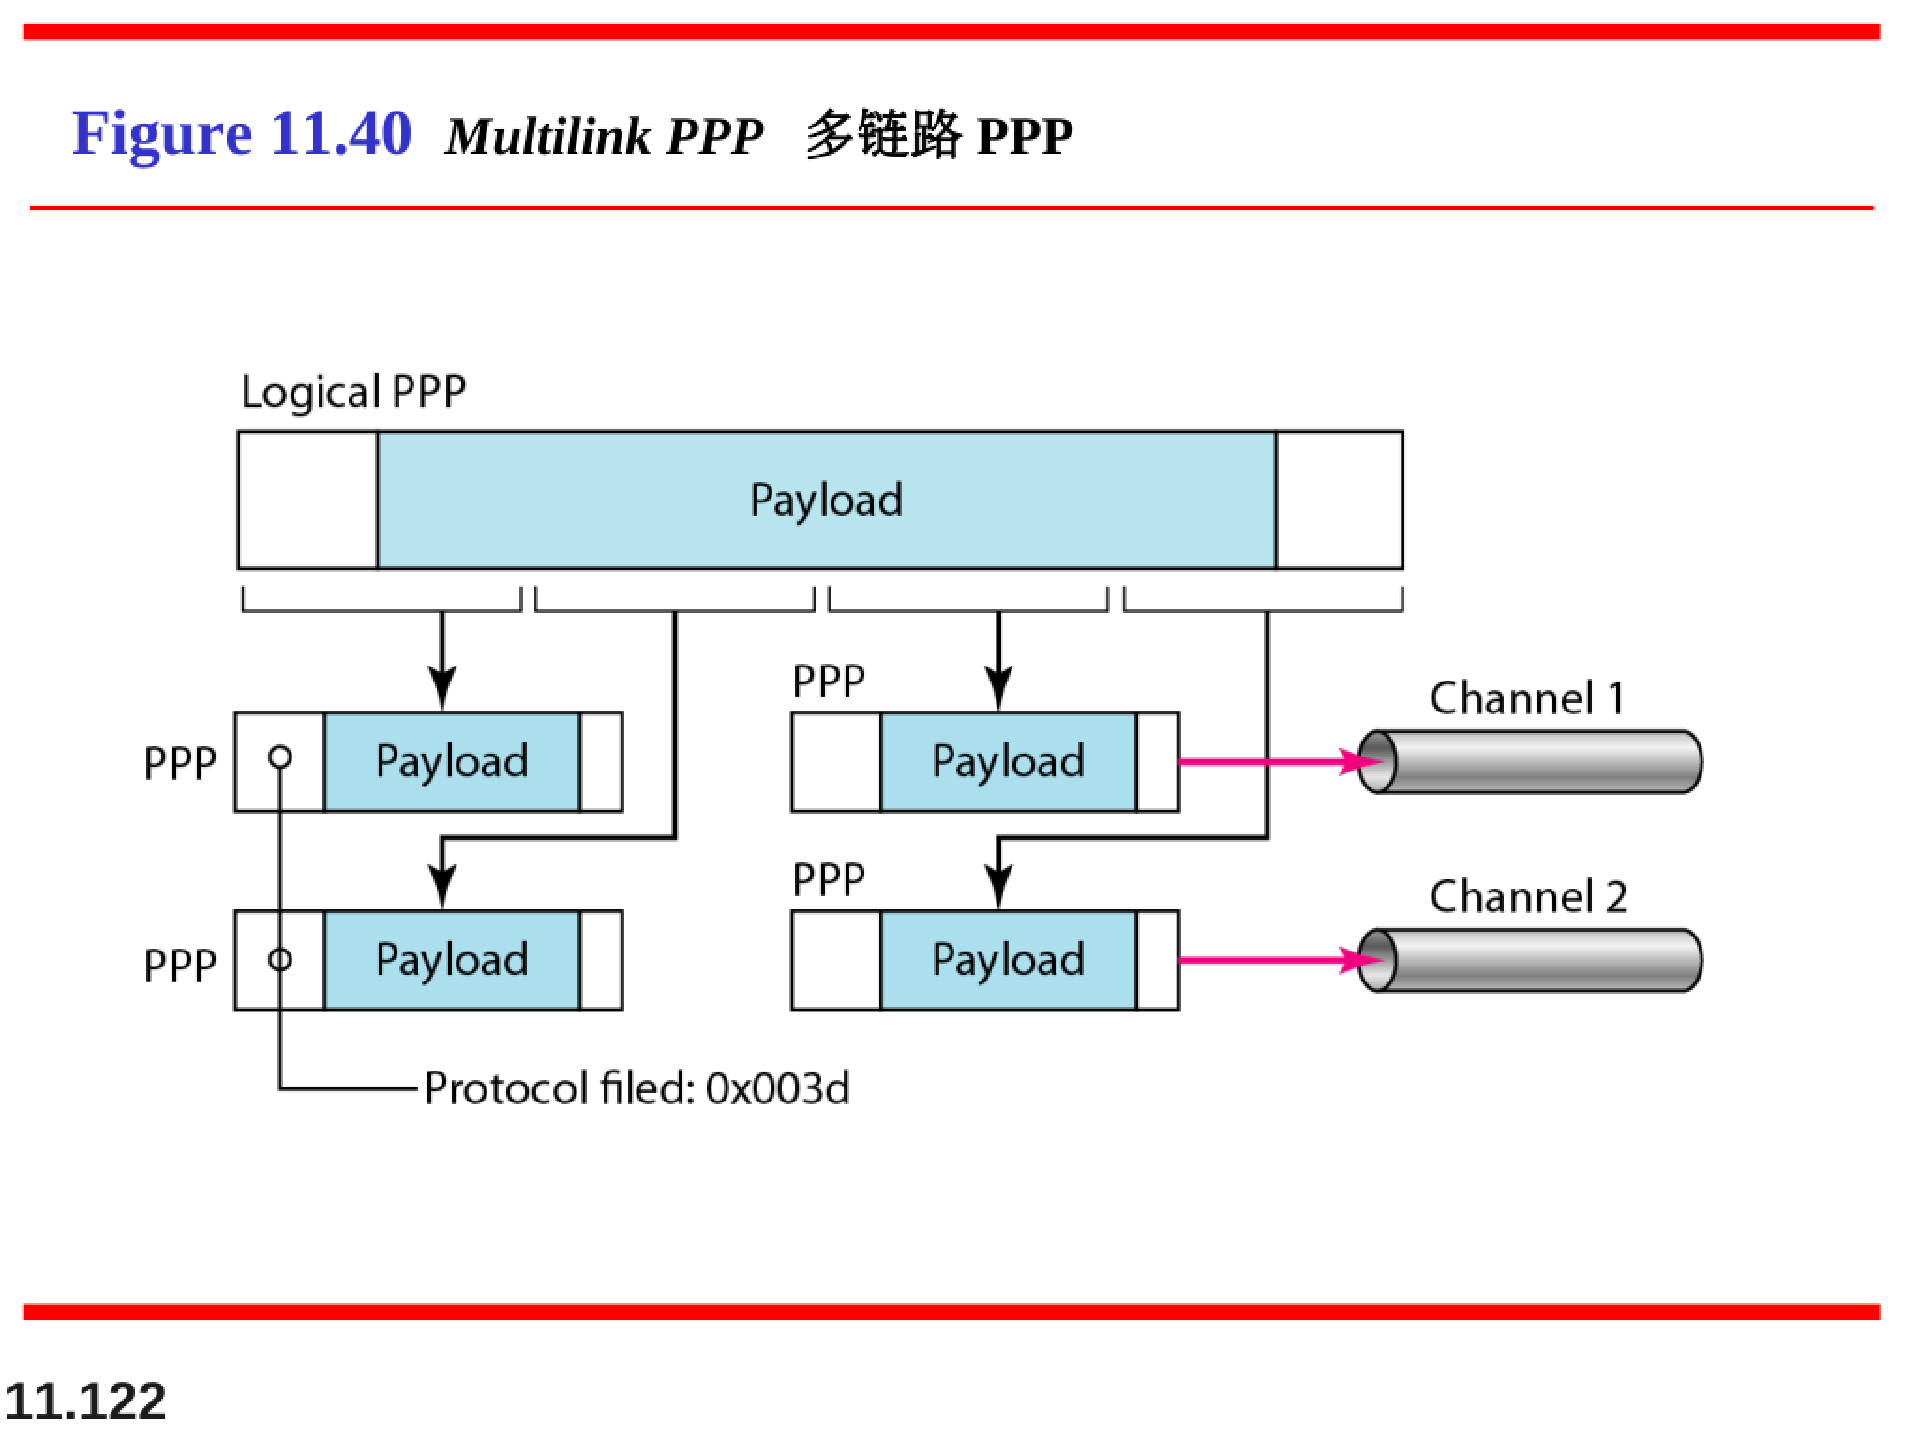 Figure 11.40 Multilink PPP 多链路 PPP
Logical PPP
Payload
PPP
Channel 1
PPP
Payload
Payload
PPP
Channel 2
PPP
Payload
Payload
Protocol filed: 0x003d
11.122